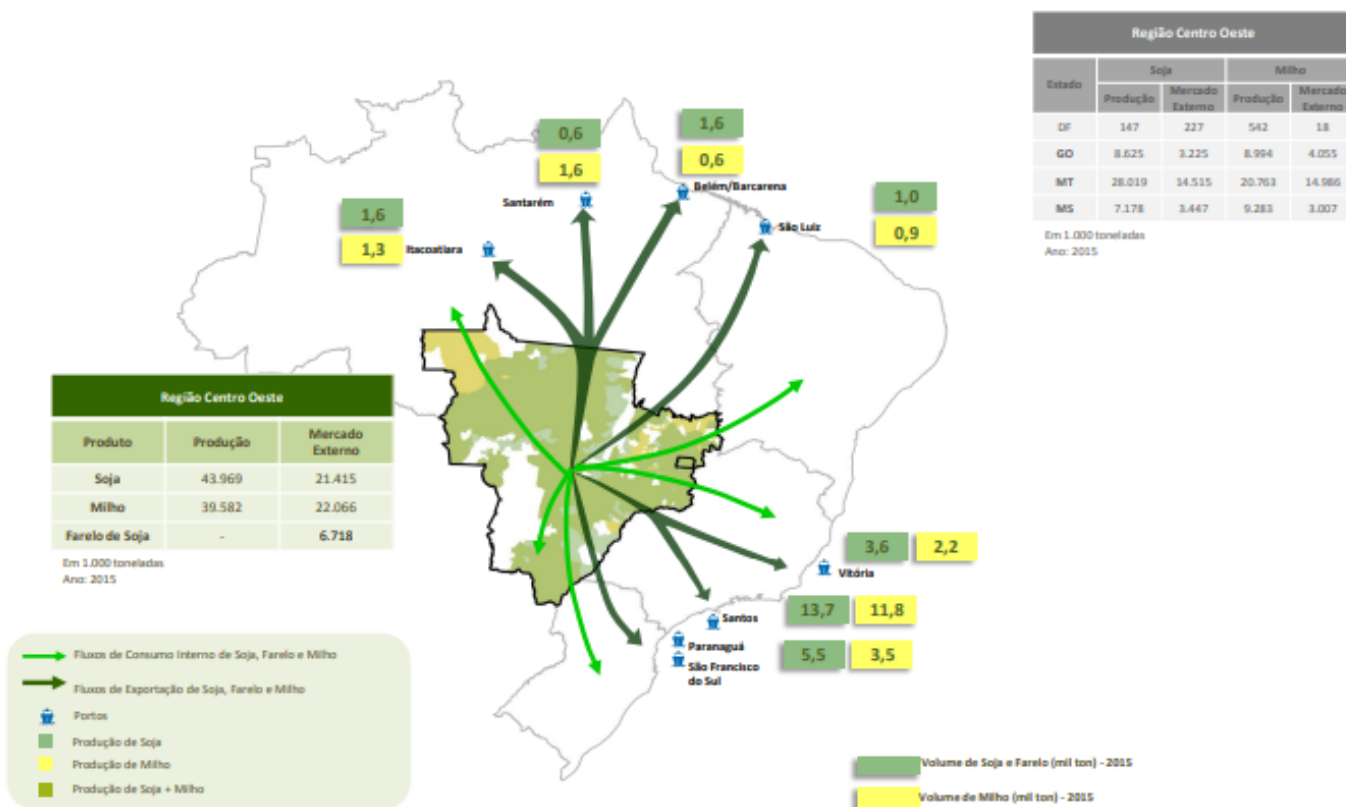 Região Centro Oeste
Estado Soja Milho
Produção Mercado Externo Produção Mercado Externo
DF 147 227 542 18
GO 8.625 3.225 8.994 4.055
MT 28.019 14.515 20.763 14.986
MS 7.178 3.447 9.283 3.007
Em 1.000 toneladas
Ano: 2015
0,6
1,6
Santarém
1,6
0,6
Belém/Barcarena
1,6
1,3
Itacoatiara
1,0
0,9
São Luiz
Região Centro Oeste
Produto Produção Mercado Externo
Soja 43.969 21.415
Milho 39.582 22.066
Farelo de Soja - 6.718
Em 1.000 toneladas
Ano: 2015
3,6 2,2
Vitória
Santos 13,7 11,8
Paranaguá
São Francisco do Sul
5,5 3,5
Fluxos de Consumo Interno de Soja, Farelo e Milho
Fluxos de Exportação de Soja, Farelo e Milho
Portos
Produção de Soja
Produção de Milho
Produção de Soja + Milho
Volume de Soja e Farelo (mil ton) - 2015
Volume de Milho (mil ton) - 2015